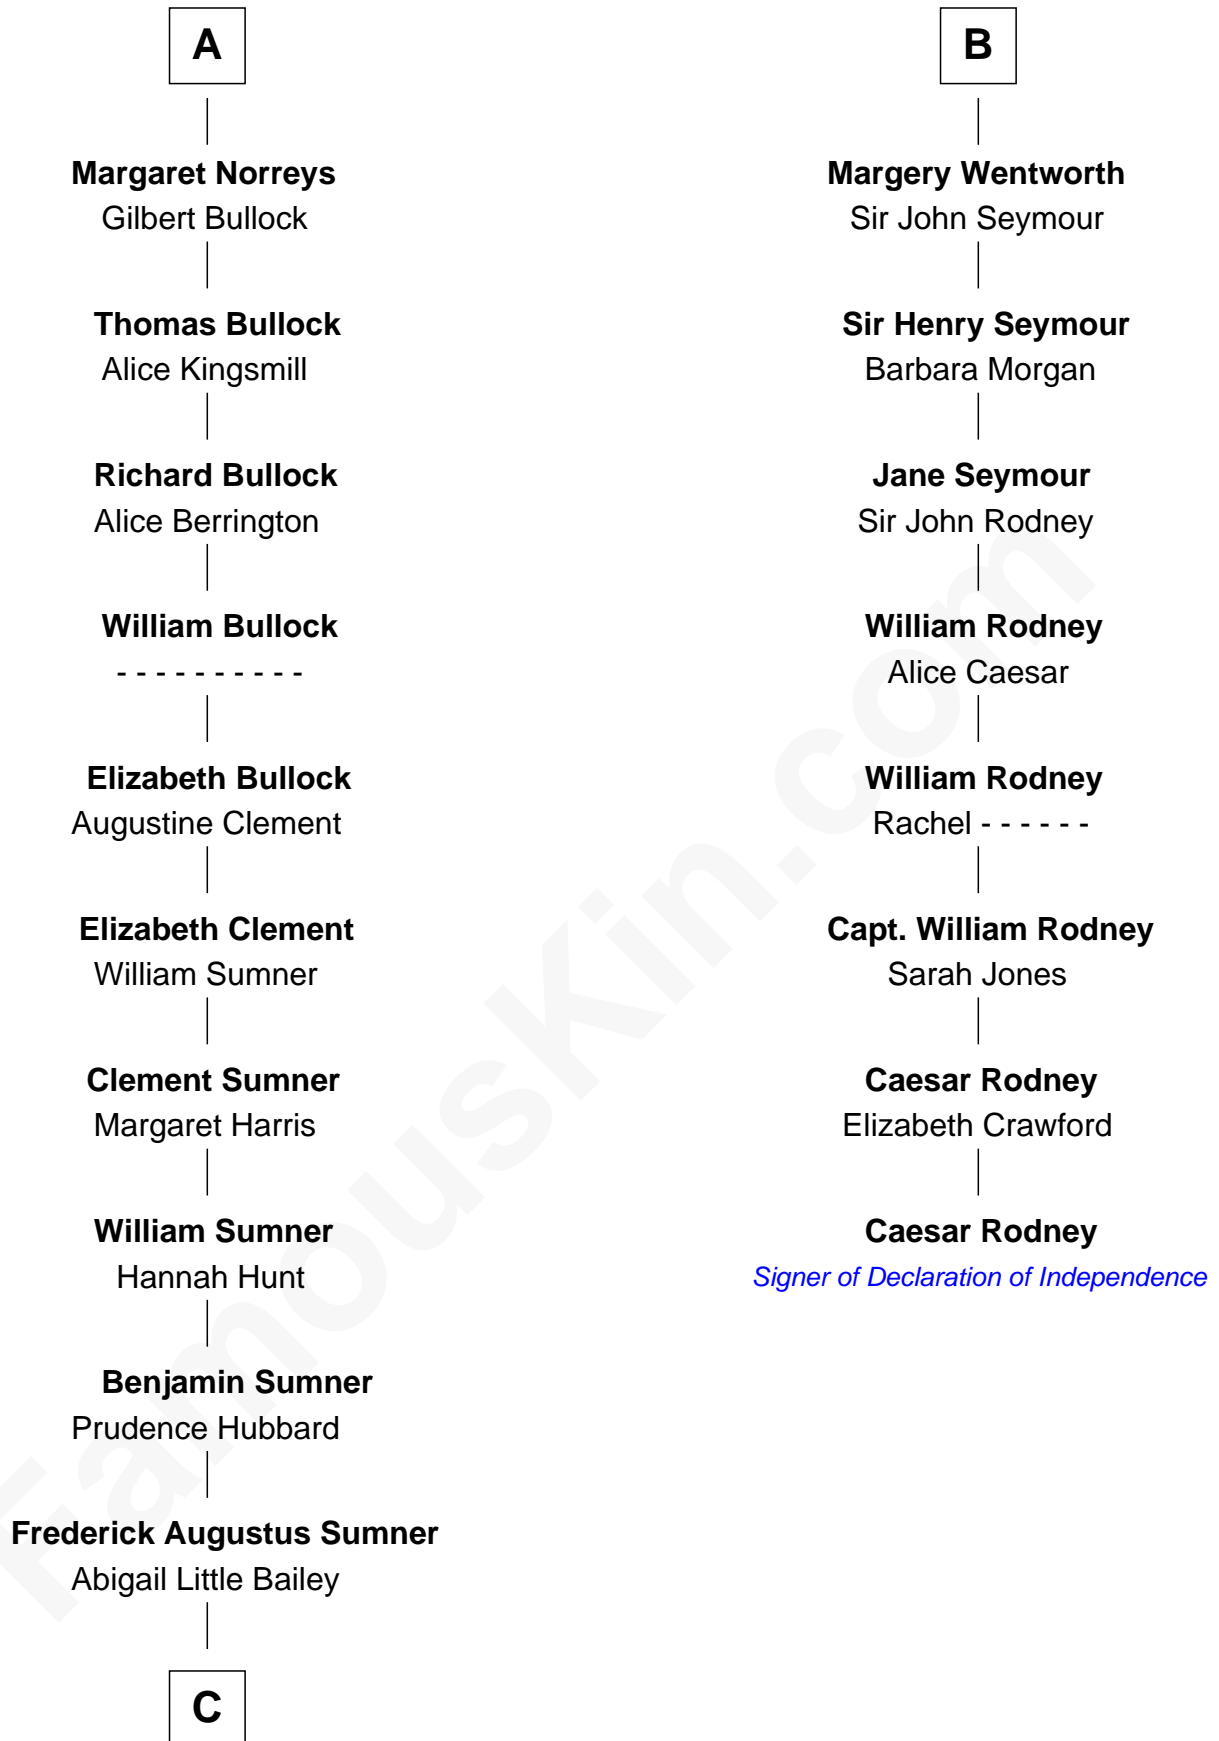 A
Margaret Norreys
Gilbert Bullock
Thomas Bullock
Alice Kingsmill
Richard Bullock
Alice Berrington
William Bullock
- - - - - - - - - -
Elizabeth Bullock
Augustine Clement
Elizabeth Clement
William Sumner
Clement Sumner
Margaret Harris
William Sumner
Hannah Hunt
Benjamin Sumner
Prudence Hubbard
Frederick Augustus Sumner
Abigail Little Bailey
C
B
Margery Wentworth
Sir John Seymour
Sir Henry Seymour
Barbara Morgan
Jane Seymour
Sir John Rodney
William Rodney
Alice Caesar
William Rodney
Rachel - - - - - -
Capt. William Rodney
Sarah Jones
Caesar Rodney
Elizabeth Crawford
Caesar Rodney
Signer of Declaration of Independence
FamousKin.com